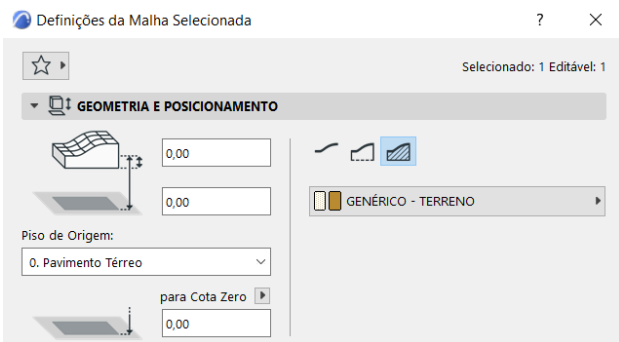 Definições da Malha Selecionada ? ×
Selecionado: 1 Editável: 1
GEOMETRIA E POSICIONAMENTO
0,00
0,00
GENÉRICO - TERRENO
Piso de Origem:
0. Pavimento Térreo
para Cota Zero
0,00